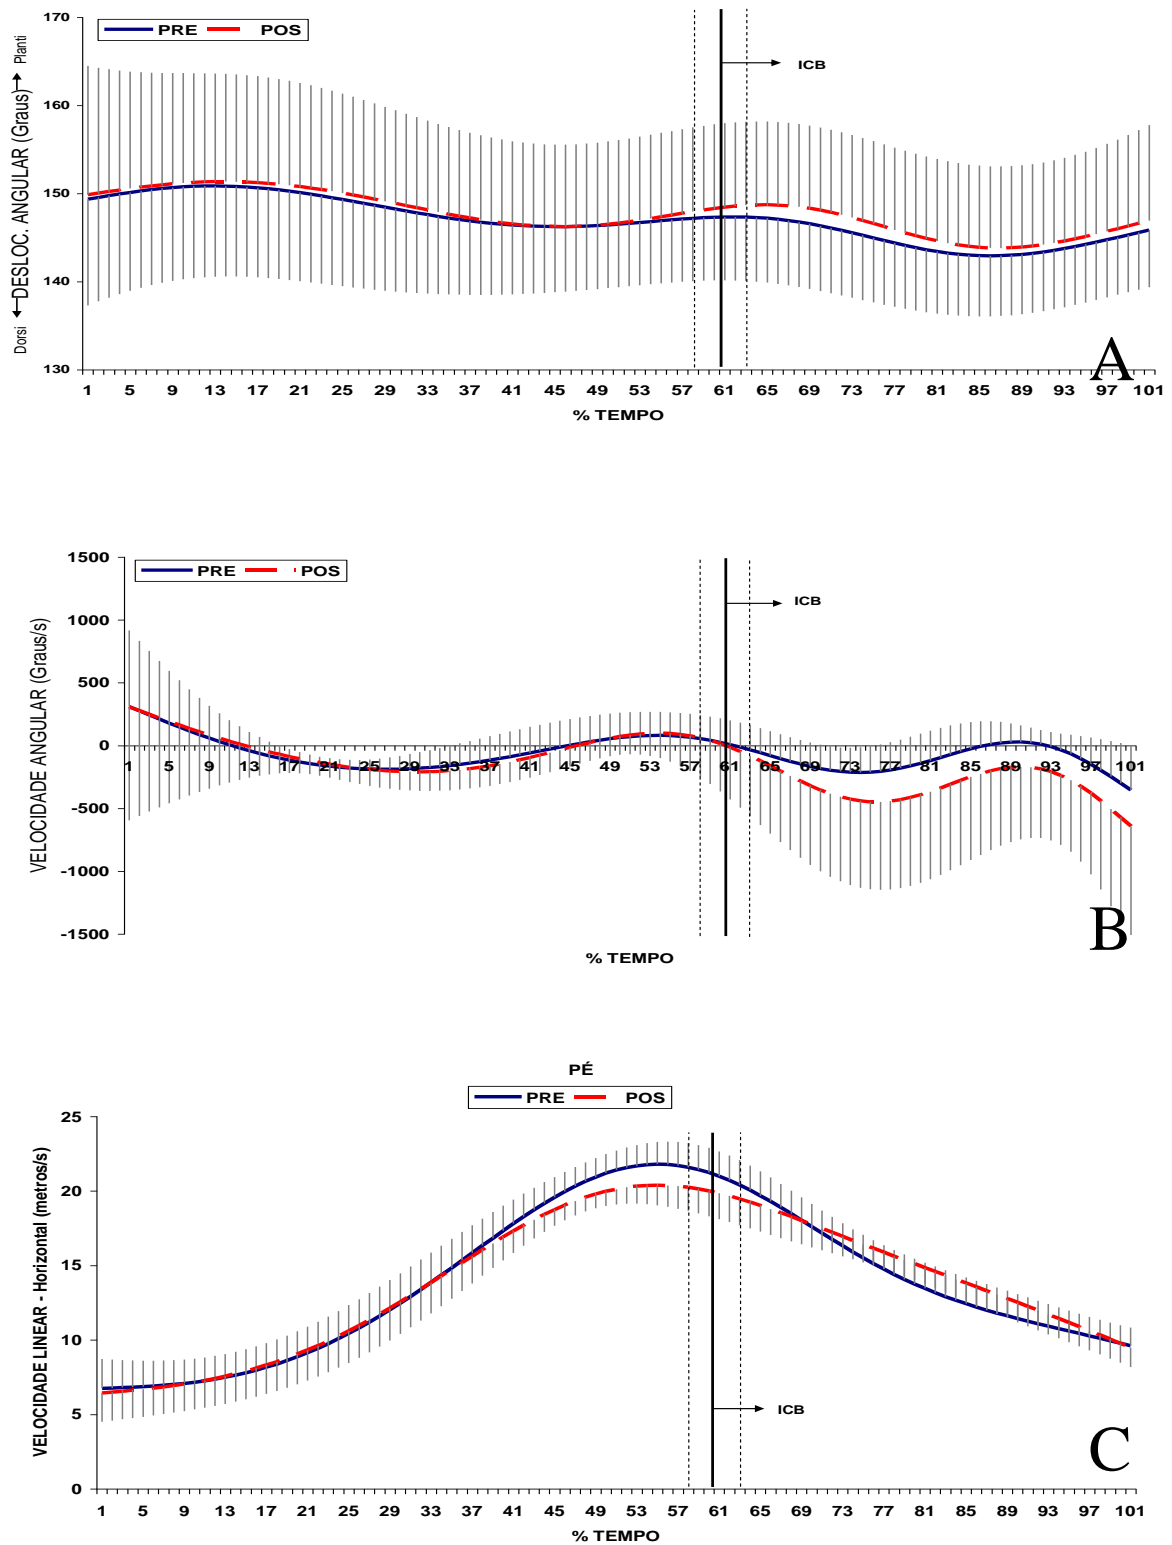 170
160
150
140
130
Dorsi ◄─DESLOC. ANGULAR (Graus)─► Planti
PRE POS
ICB
A
1 5 9 13 17 21 25 29 33 37 41 45 49 53 57 61 65 69 73 77 81 85 89 93 97 101
% TEMPO
1500
1000
500
0
-500
-1000
-1500
VELOCIDADE ANGULAR (Graus/s)
PRE POS
ICB
1 5 9 13 17 21 25 29 33 37 41 45 49 53 57 61 65 69 73 77 81 85 89 93 97 101
B
% TEMPO
PÉ
PRE POS
25
20
15
10
5
0
VELOCIDADE LINEAR - Horizontal (metros/s)
ICB
C
1 5 9 13 17 21 25 29 33 37 41 45 49 53 57 61 65 69 73 77 81 85 89 93 97 101
% TEMPO